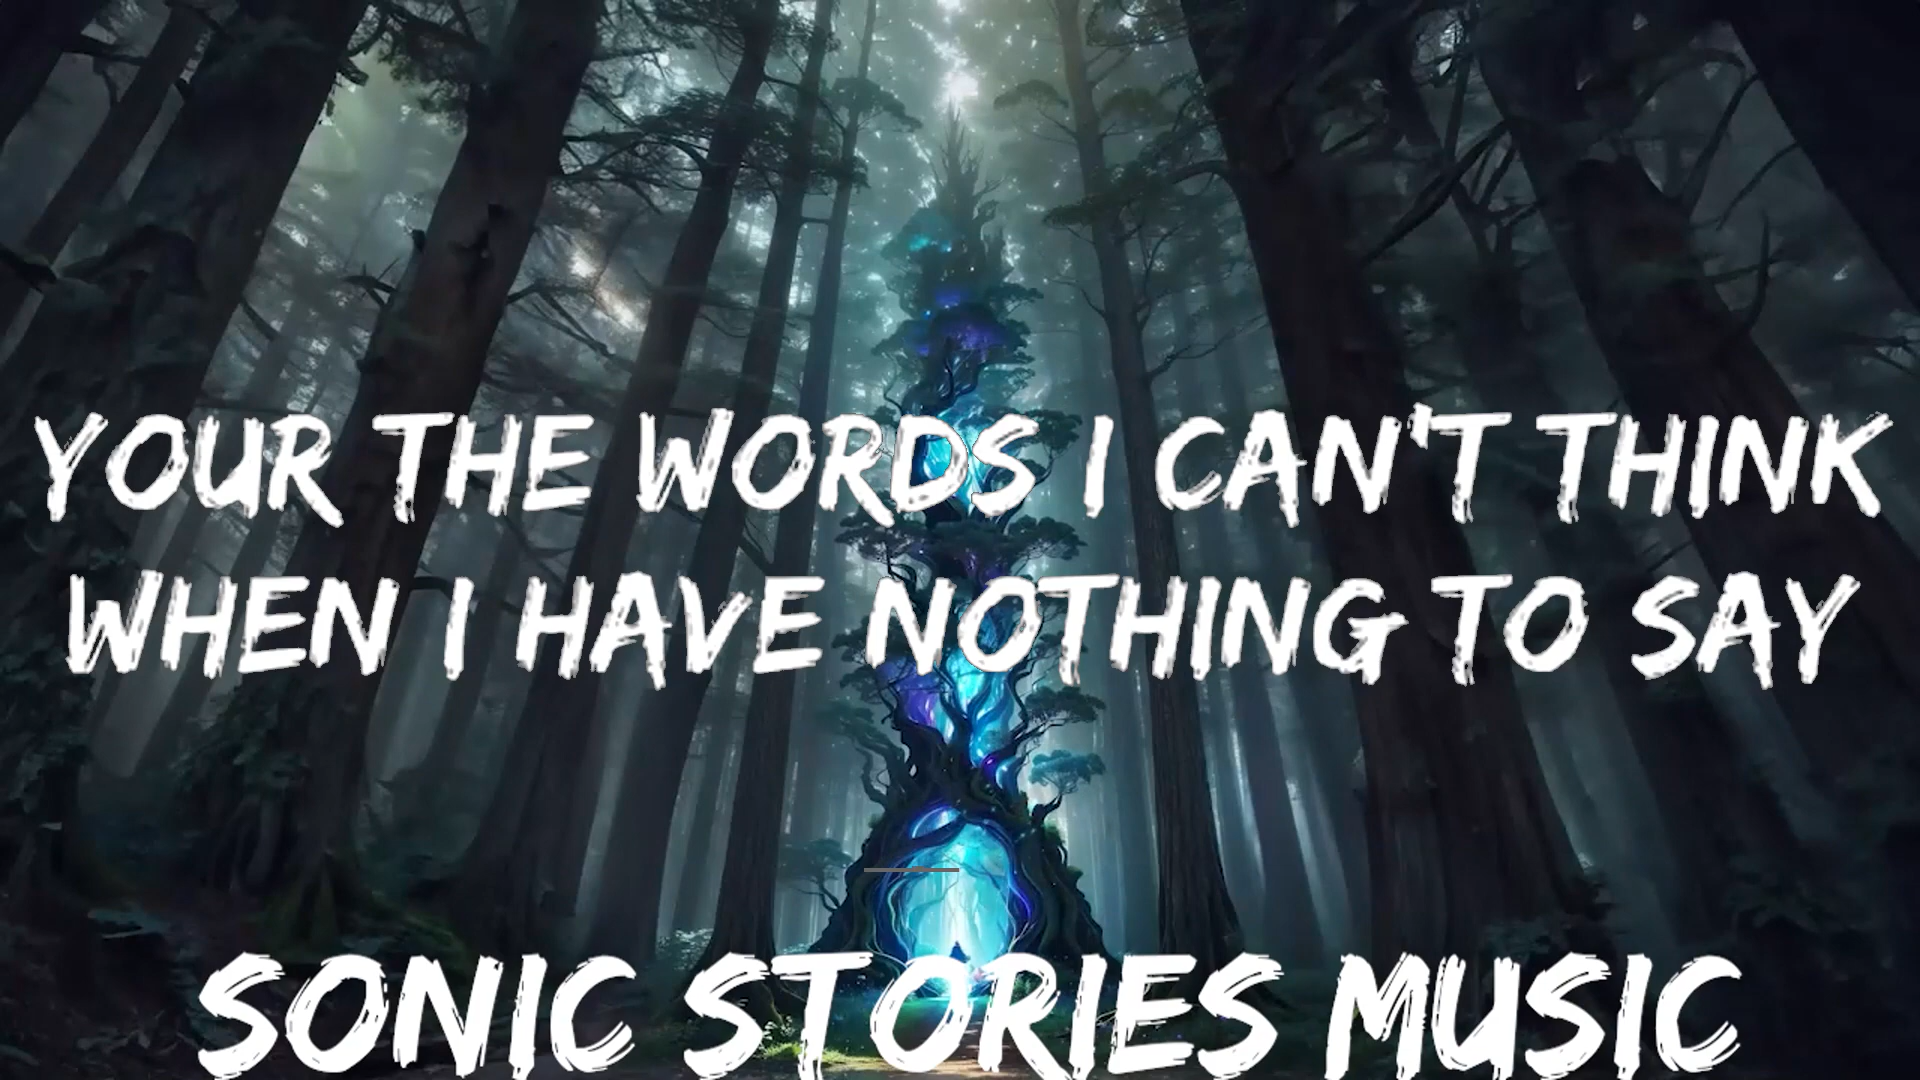 YOUR THE WORDS I CAN'T THINK
WHEN I HAVE NOTHING TO SAY
SONIC STORIES MUSIC